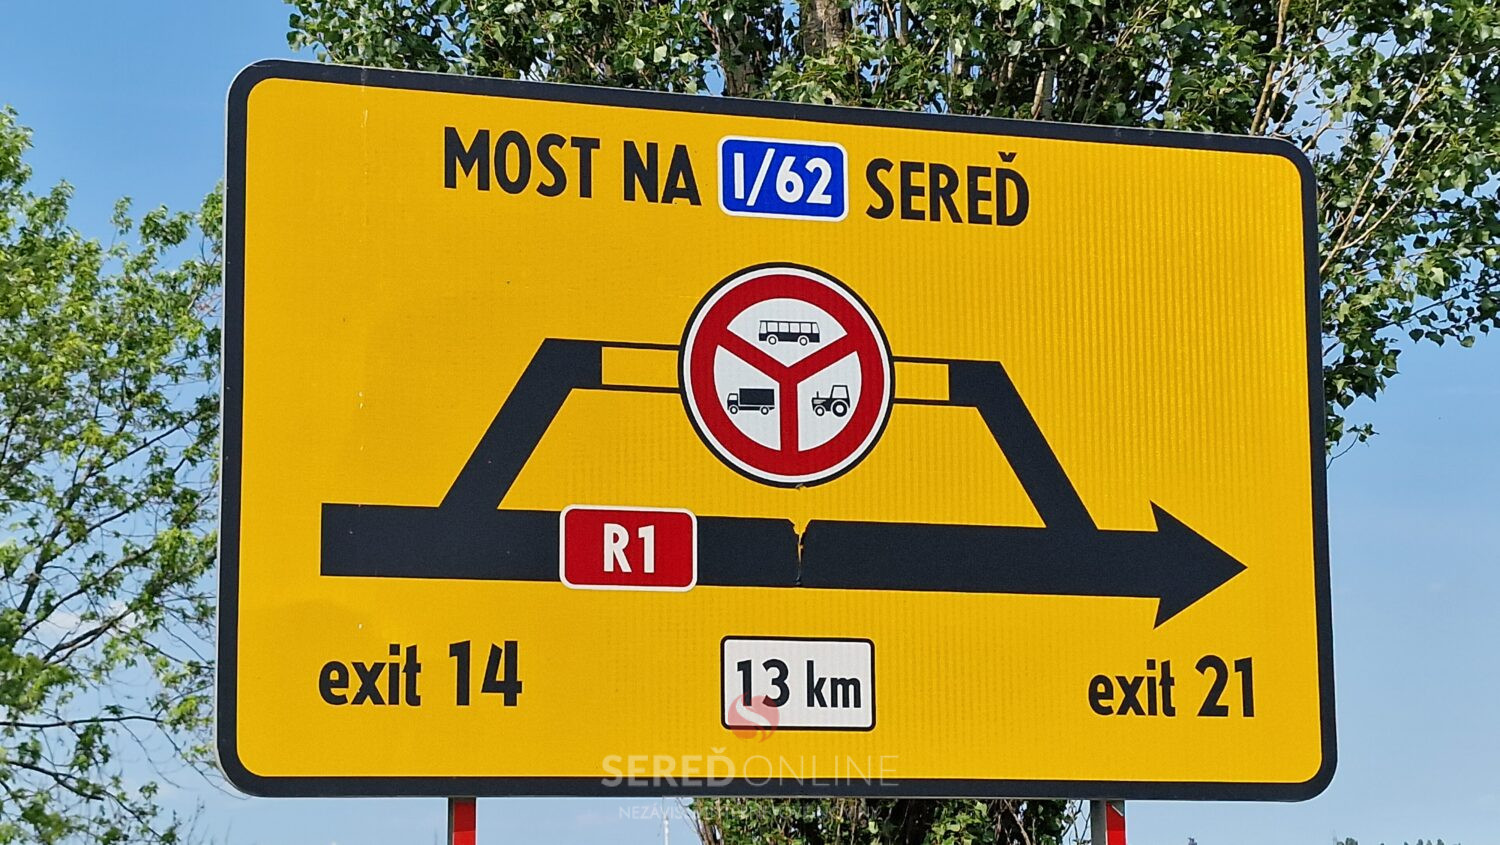 MOST NA I/62 SEREĎ
R1
exit 14
13 km
exit 21
SEREĎONLINE